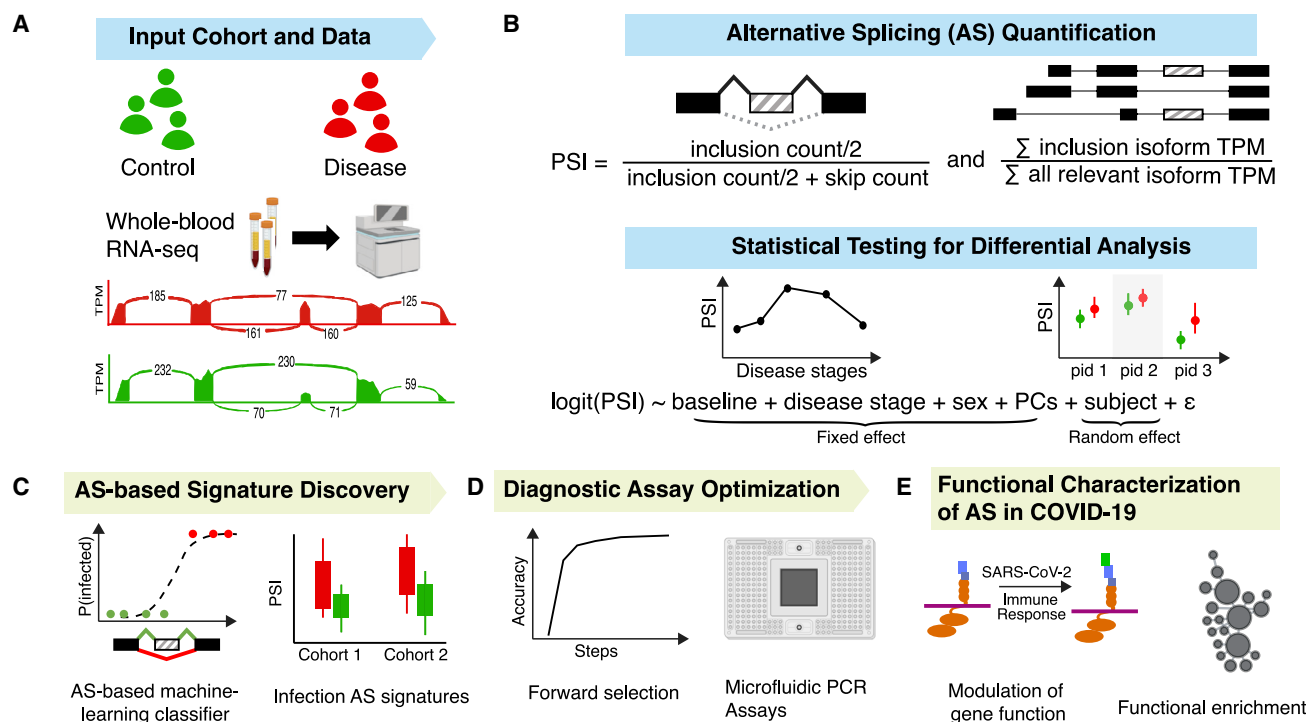 A
Input Cohort and Data
Control
Disease
Whole-blood
RNA-seq
TPM
185
77
125
161
160
TPM
232
230
59
70
71
B
Alternative Splicing (AS) Quantification
PSI =
inclusion count/2
inclusion count/2 + skip count
and
∑ inclusion isoform TPM
∑ all relevant isoform TPM
Statistical Testing for Differential Analysis
PSI
Disease stages
PSI
pid 1 pid 2 pid 3
logit(PSI) ~ baseline + disease stage + sex + PCs + subject + ε
Fixed effect
Random effect
C
AS-based Signature Discovery
P(infected)
PSI
Cohort 1 Cohort 2
AS-based machine-
learning classifier
Infection AS signatures
D
Diagnostic Assay Optimization
Accuracy
Steps
Forward selection
Microfluidic PCR
Assays
E
Functional Characterization
of AS in COVID-19
SARS-CoV-2
Immune
Response
Modulation of
gene function
Functional enrichment